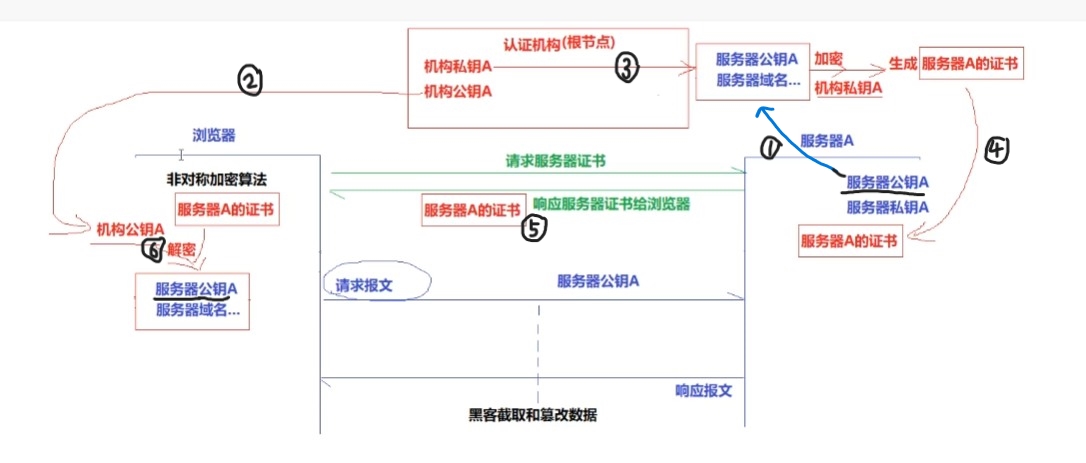 认证机构(根节点)
机构私钥A
③
机构公钥A
②
服务器公钥A
服务器域名...
加密
机构私钥A
生成 服务器A的证书
④
浏览器
非对称加密算法
服务器A的证书
机构公钥A
⑥ 解密
服务器公钥A
服务器域名...
请求服务器证书
服务器A的证书 响应服务器证书给浏览器
⑤
请求报文
服务器公钥A
响应报文
黑客截取和篡改数据
①
服务器A
服务器公钥A
服务器私钥A
服务器A的证书